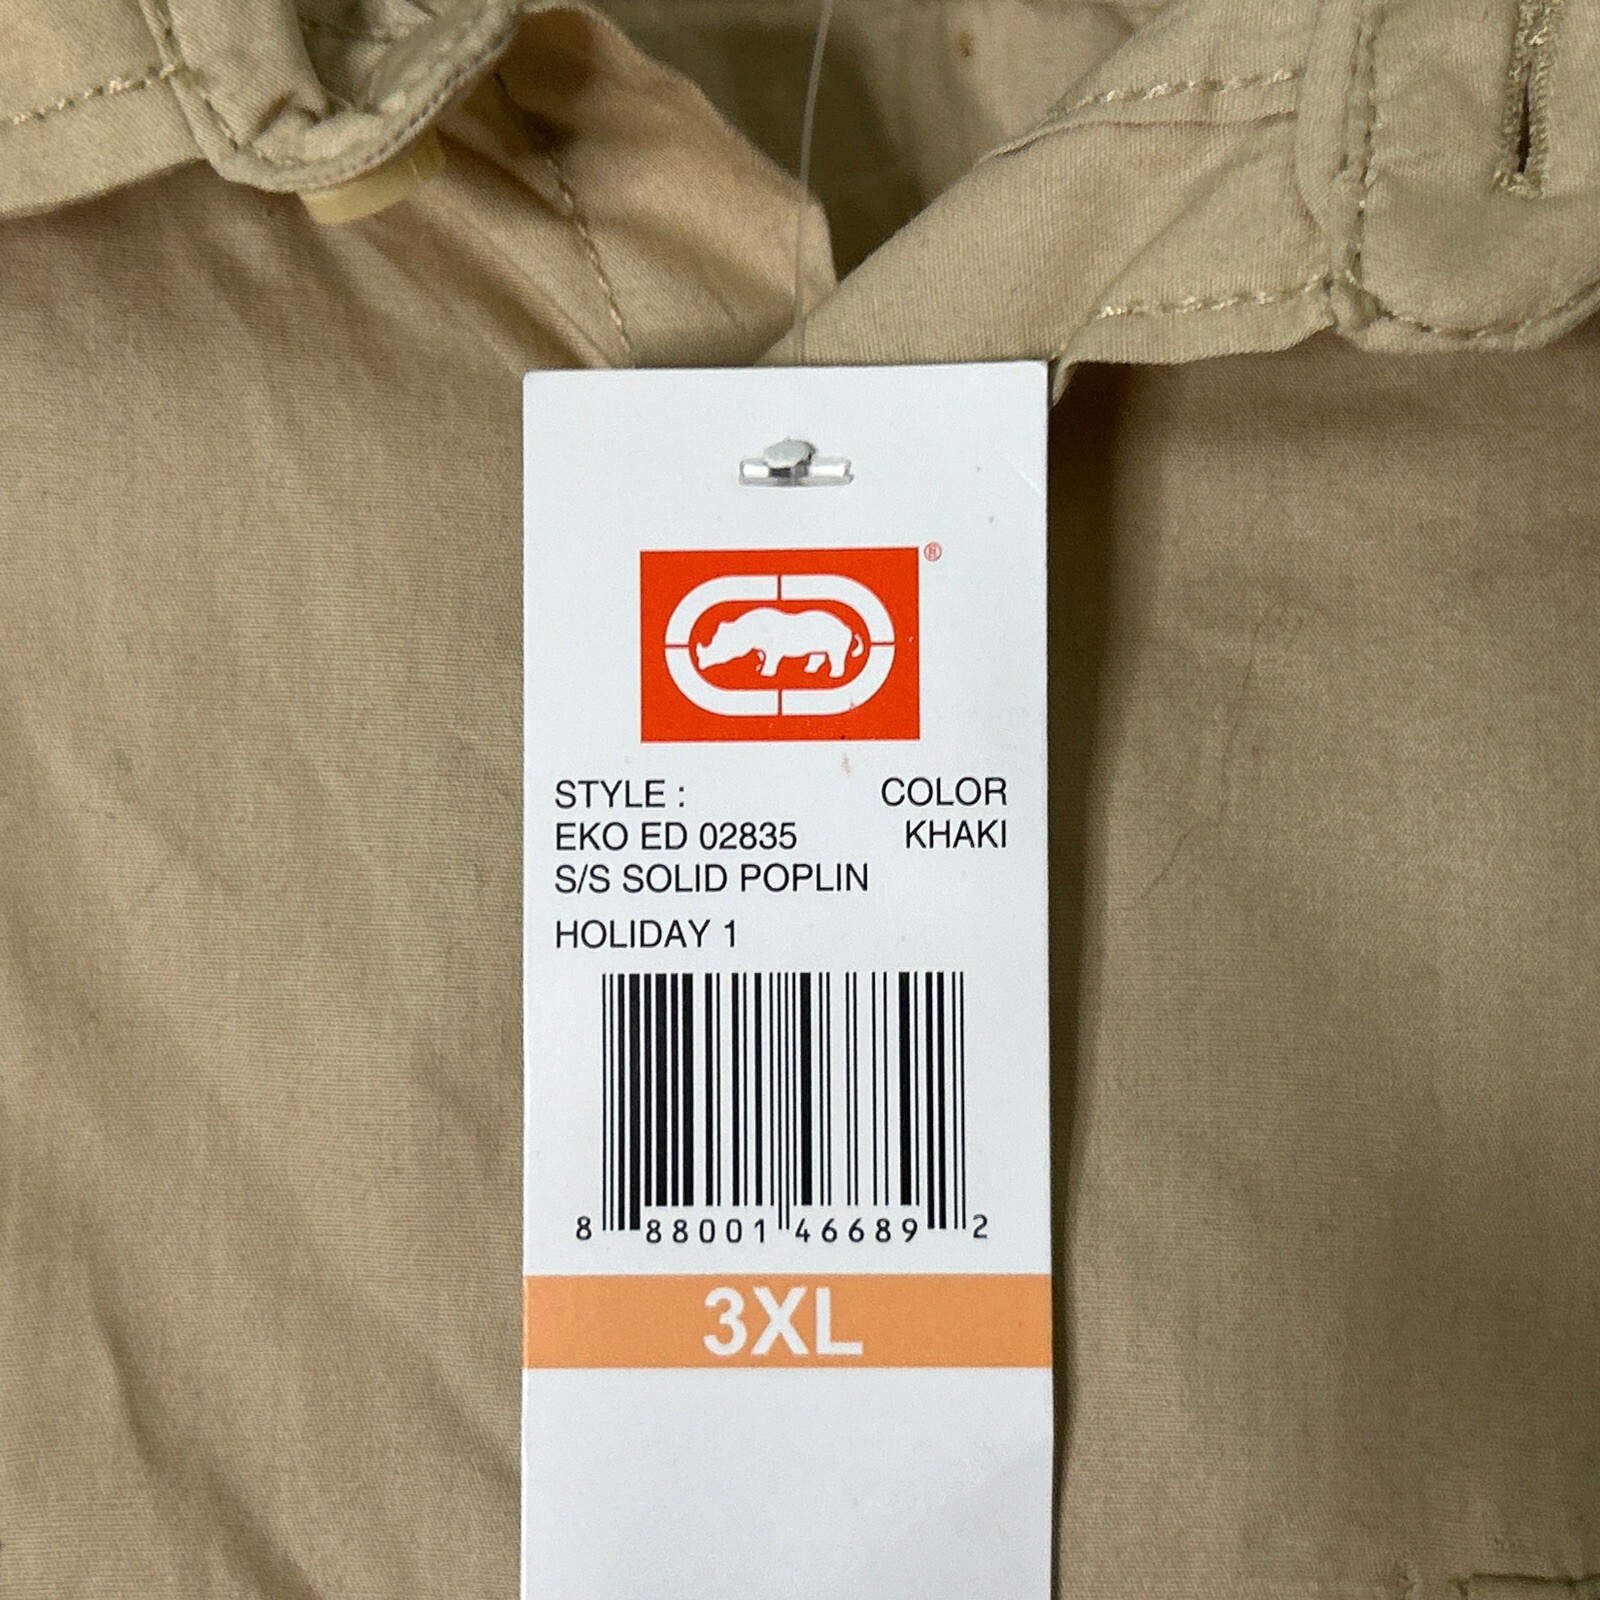 ®
STYLE : COLOR
EKO ED 02835 KHAKI
S/S SOLID POPLIN
HOLIDAY 1
8 88001 46689 2
3XL